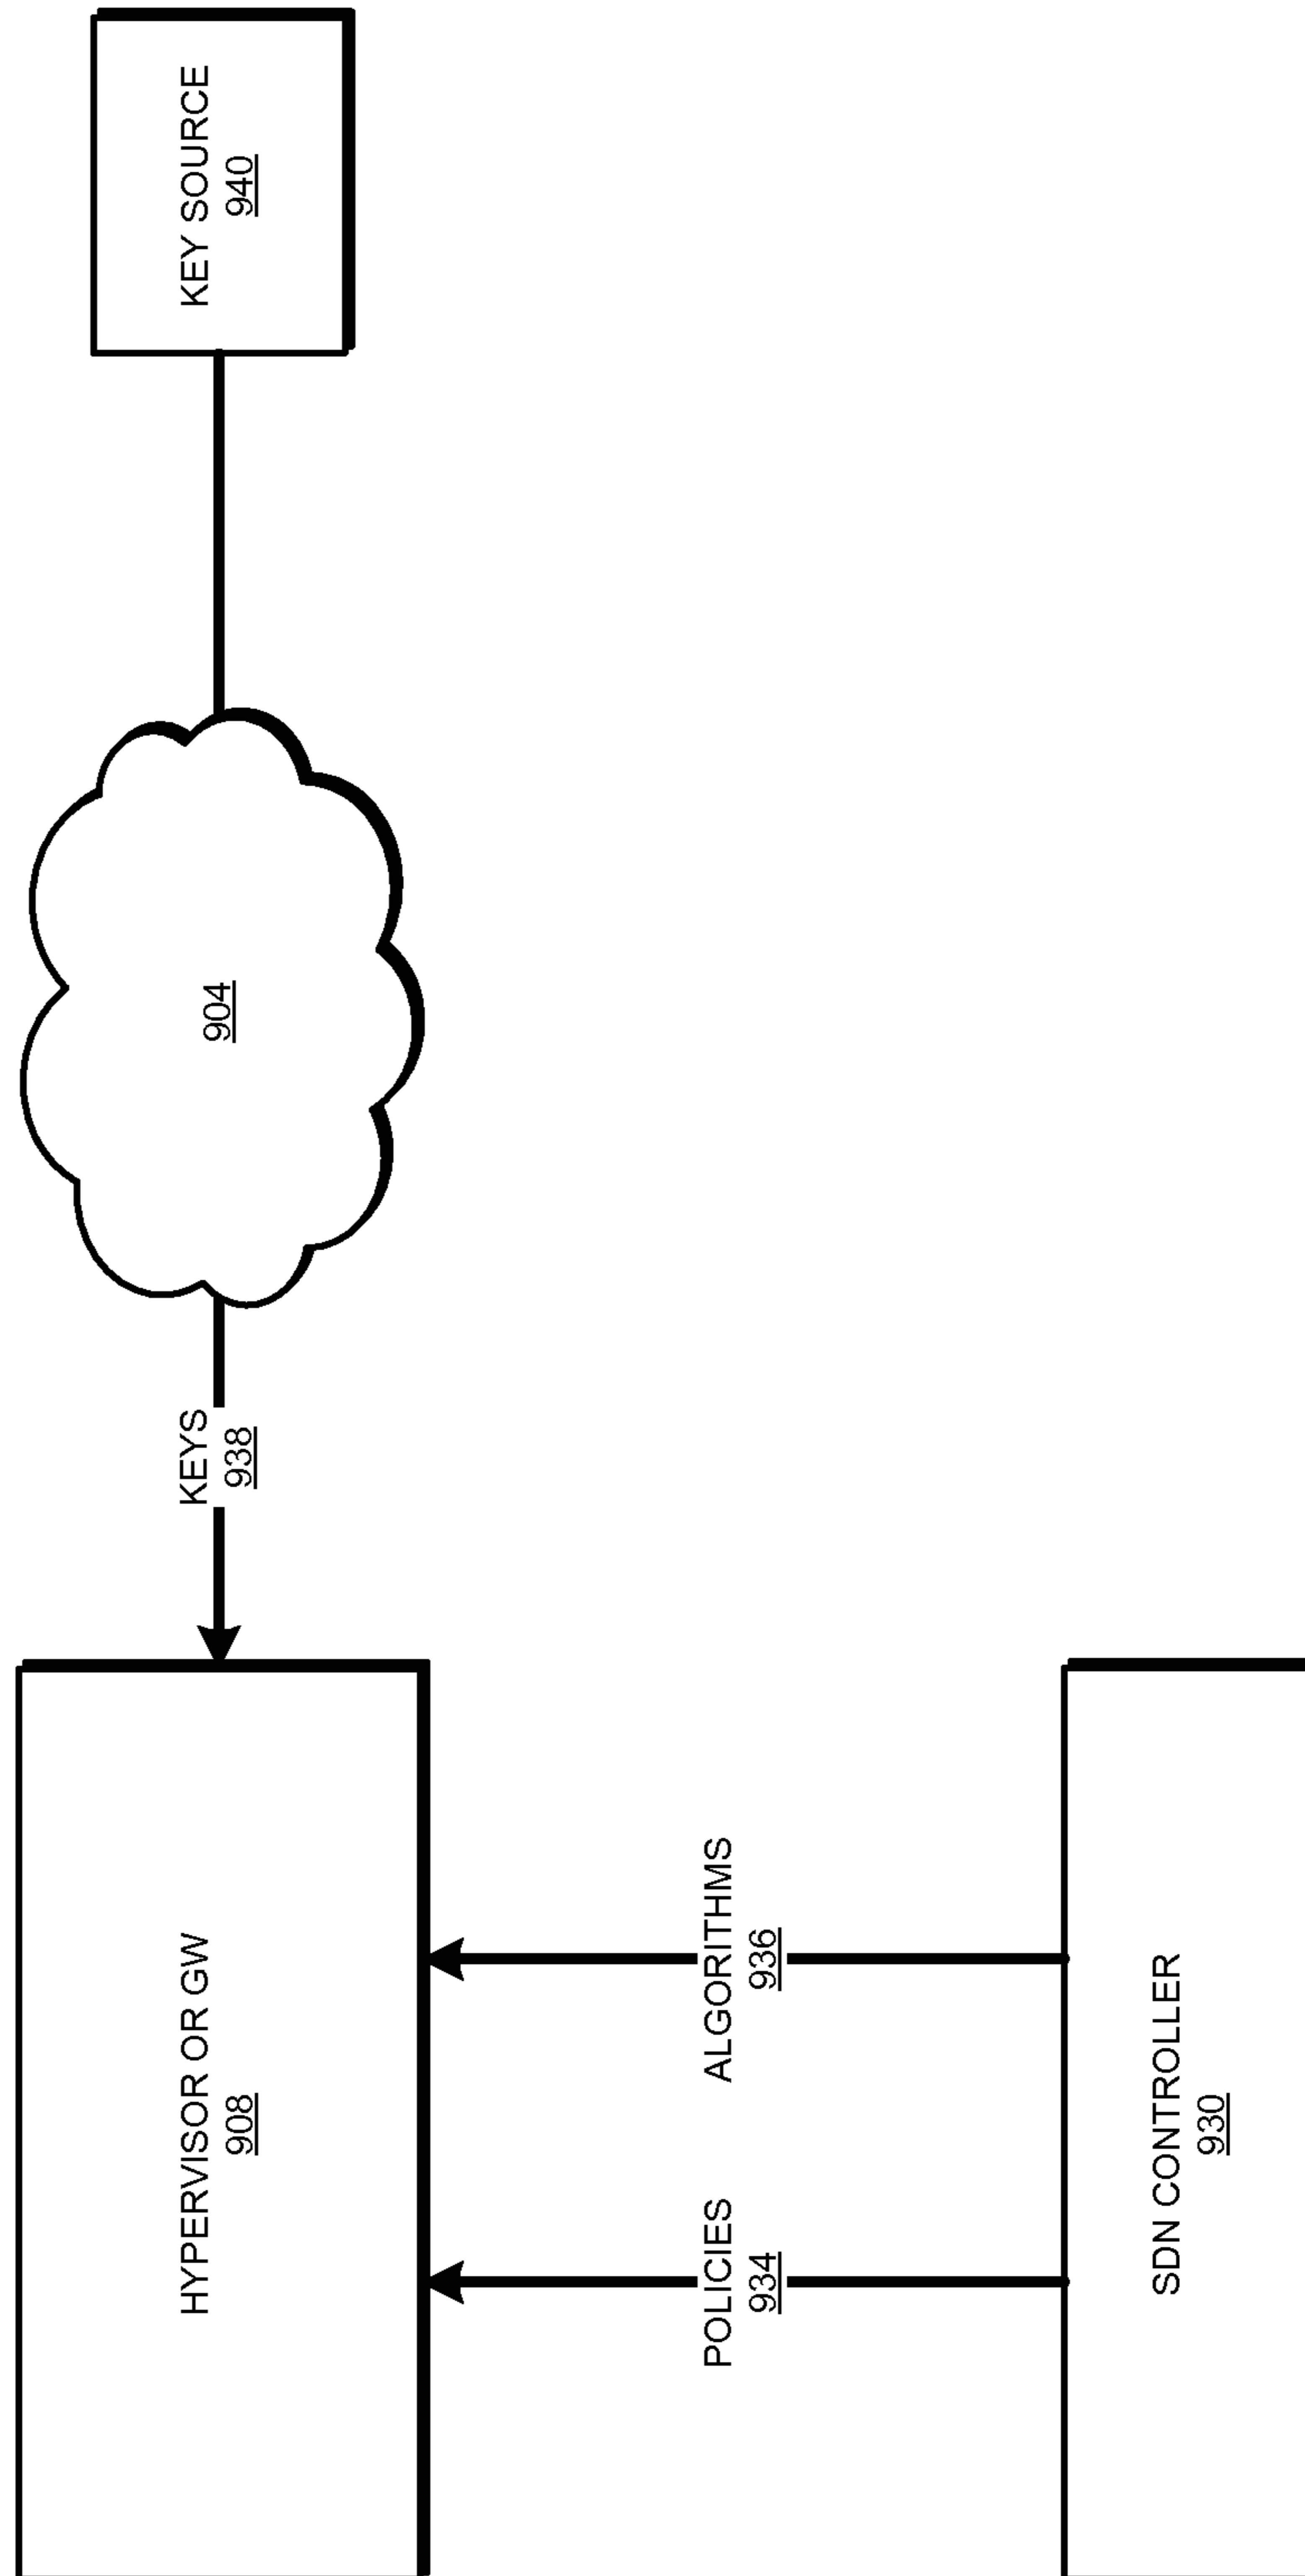 HYPERVISOR OR GW
908
KEYS
938
904
KEY SOURCE
940
POLICIES
934
ALGORITHMS
936
SDN CONTROLLER
930